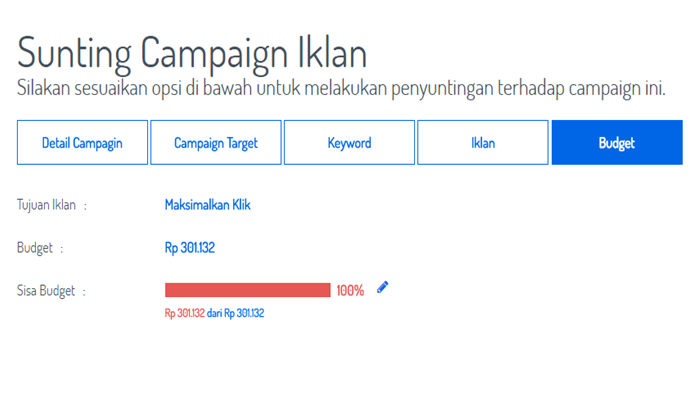 Sunting Campaign Iklan
Silakan sesuaikan opsi di bawah untuk melakukan penyuntingan terhadap campaign ini.
Detail Campagin Campaign Target Keyword Iklan Budget
Tujuan Iklan : Maksimalkan Klik
Budget : Rp 301.132
Sisa Budget : 100%
Rp 301.132 dari Rp 301.132